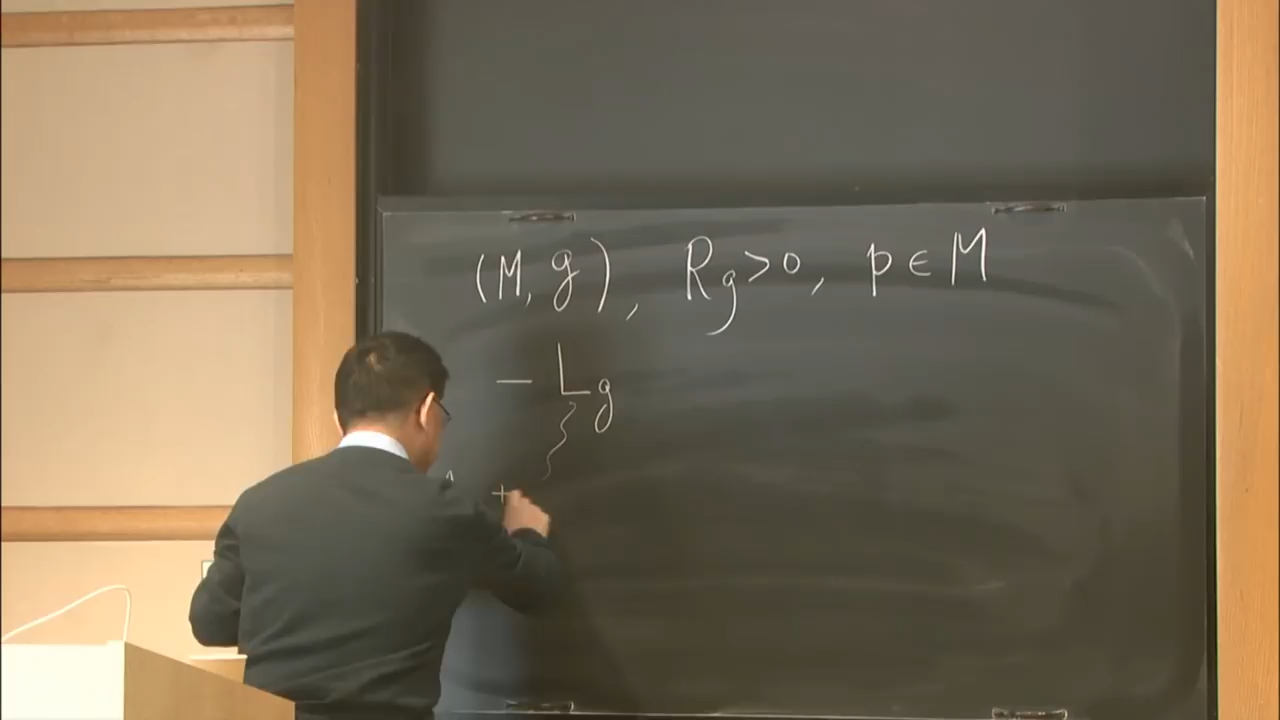 (M, g), R_g > 0, p ∈ M
− L_g
+